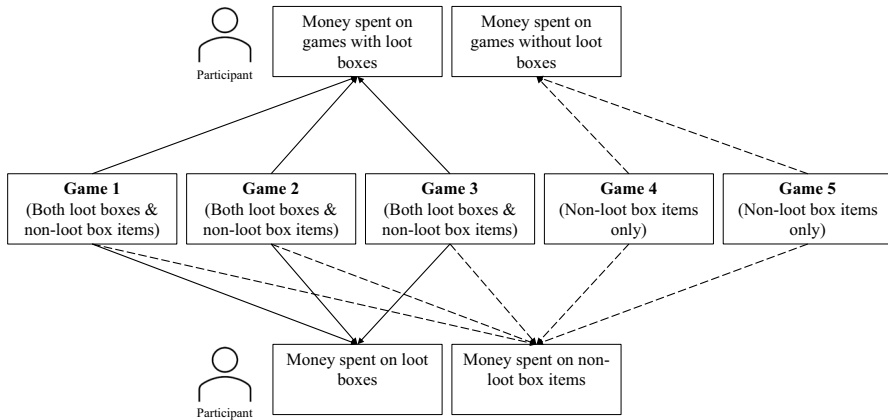 Money spent on
games with loot
boxes
Money spent on
games without loot
boxes
Participant
Game 1
(Both loot boxes &
non-loot box items)
Game 2
(Both loot boxes &
non-loot box items)
Game 3
(Both loot boxes &
non-loot box items)
Game 4
(Non-loot box items
only)
Game 5
(Non-loot box items
only)
Money spent on loot
boxes
Money spent on non-
loot box items
Participant